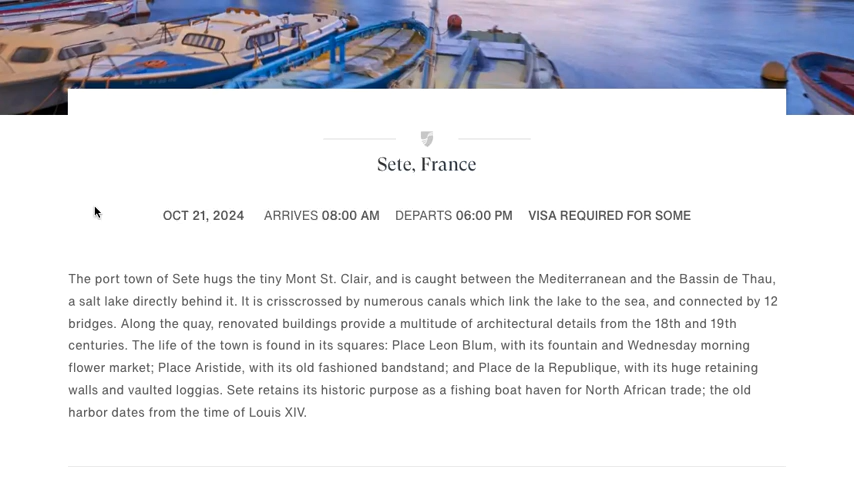 Sete, France
OCT 21, 2024 ARRIVES 08:00 AM DEPARTS 06:00 PM VISA REQUIRED FOR SOME
The port town of Sete hugs the tiny Mont St. Clair, and is caught between the Mediterranean and the Bassin de Thau,
a salt lake directly behind it. It is crisscrossed by numerous canals which link the lake to the sea, and connected by 12
bridges. Along the quay, renovated buildings provide a multitude of architectural details from the 18th and 19th
centuries. The life of the town is found in its squares: Place Leon Blum, with its fountain and Wednesday morning
flower market; Place Aristide, with its old fashioned bandstand; and Place de la Republique, with its huge retaining
walls and vaulted loggias. Sete retains its historic purpose as a fishing boat haven for North African trade; the old
harbor dates from the time of Louis XIV.